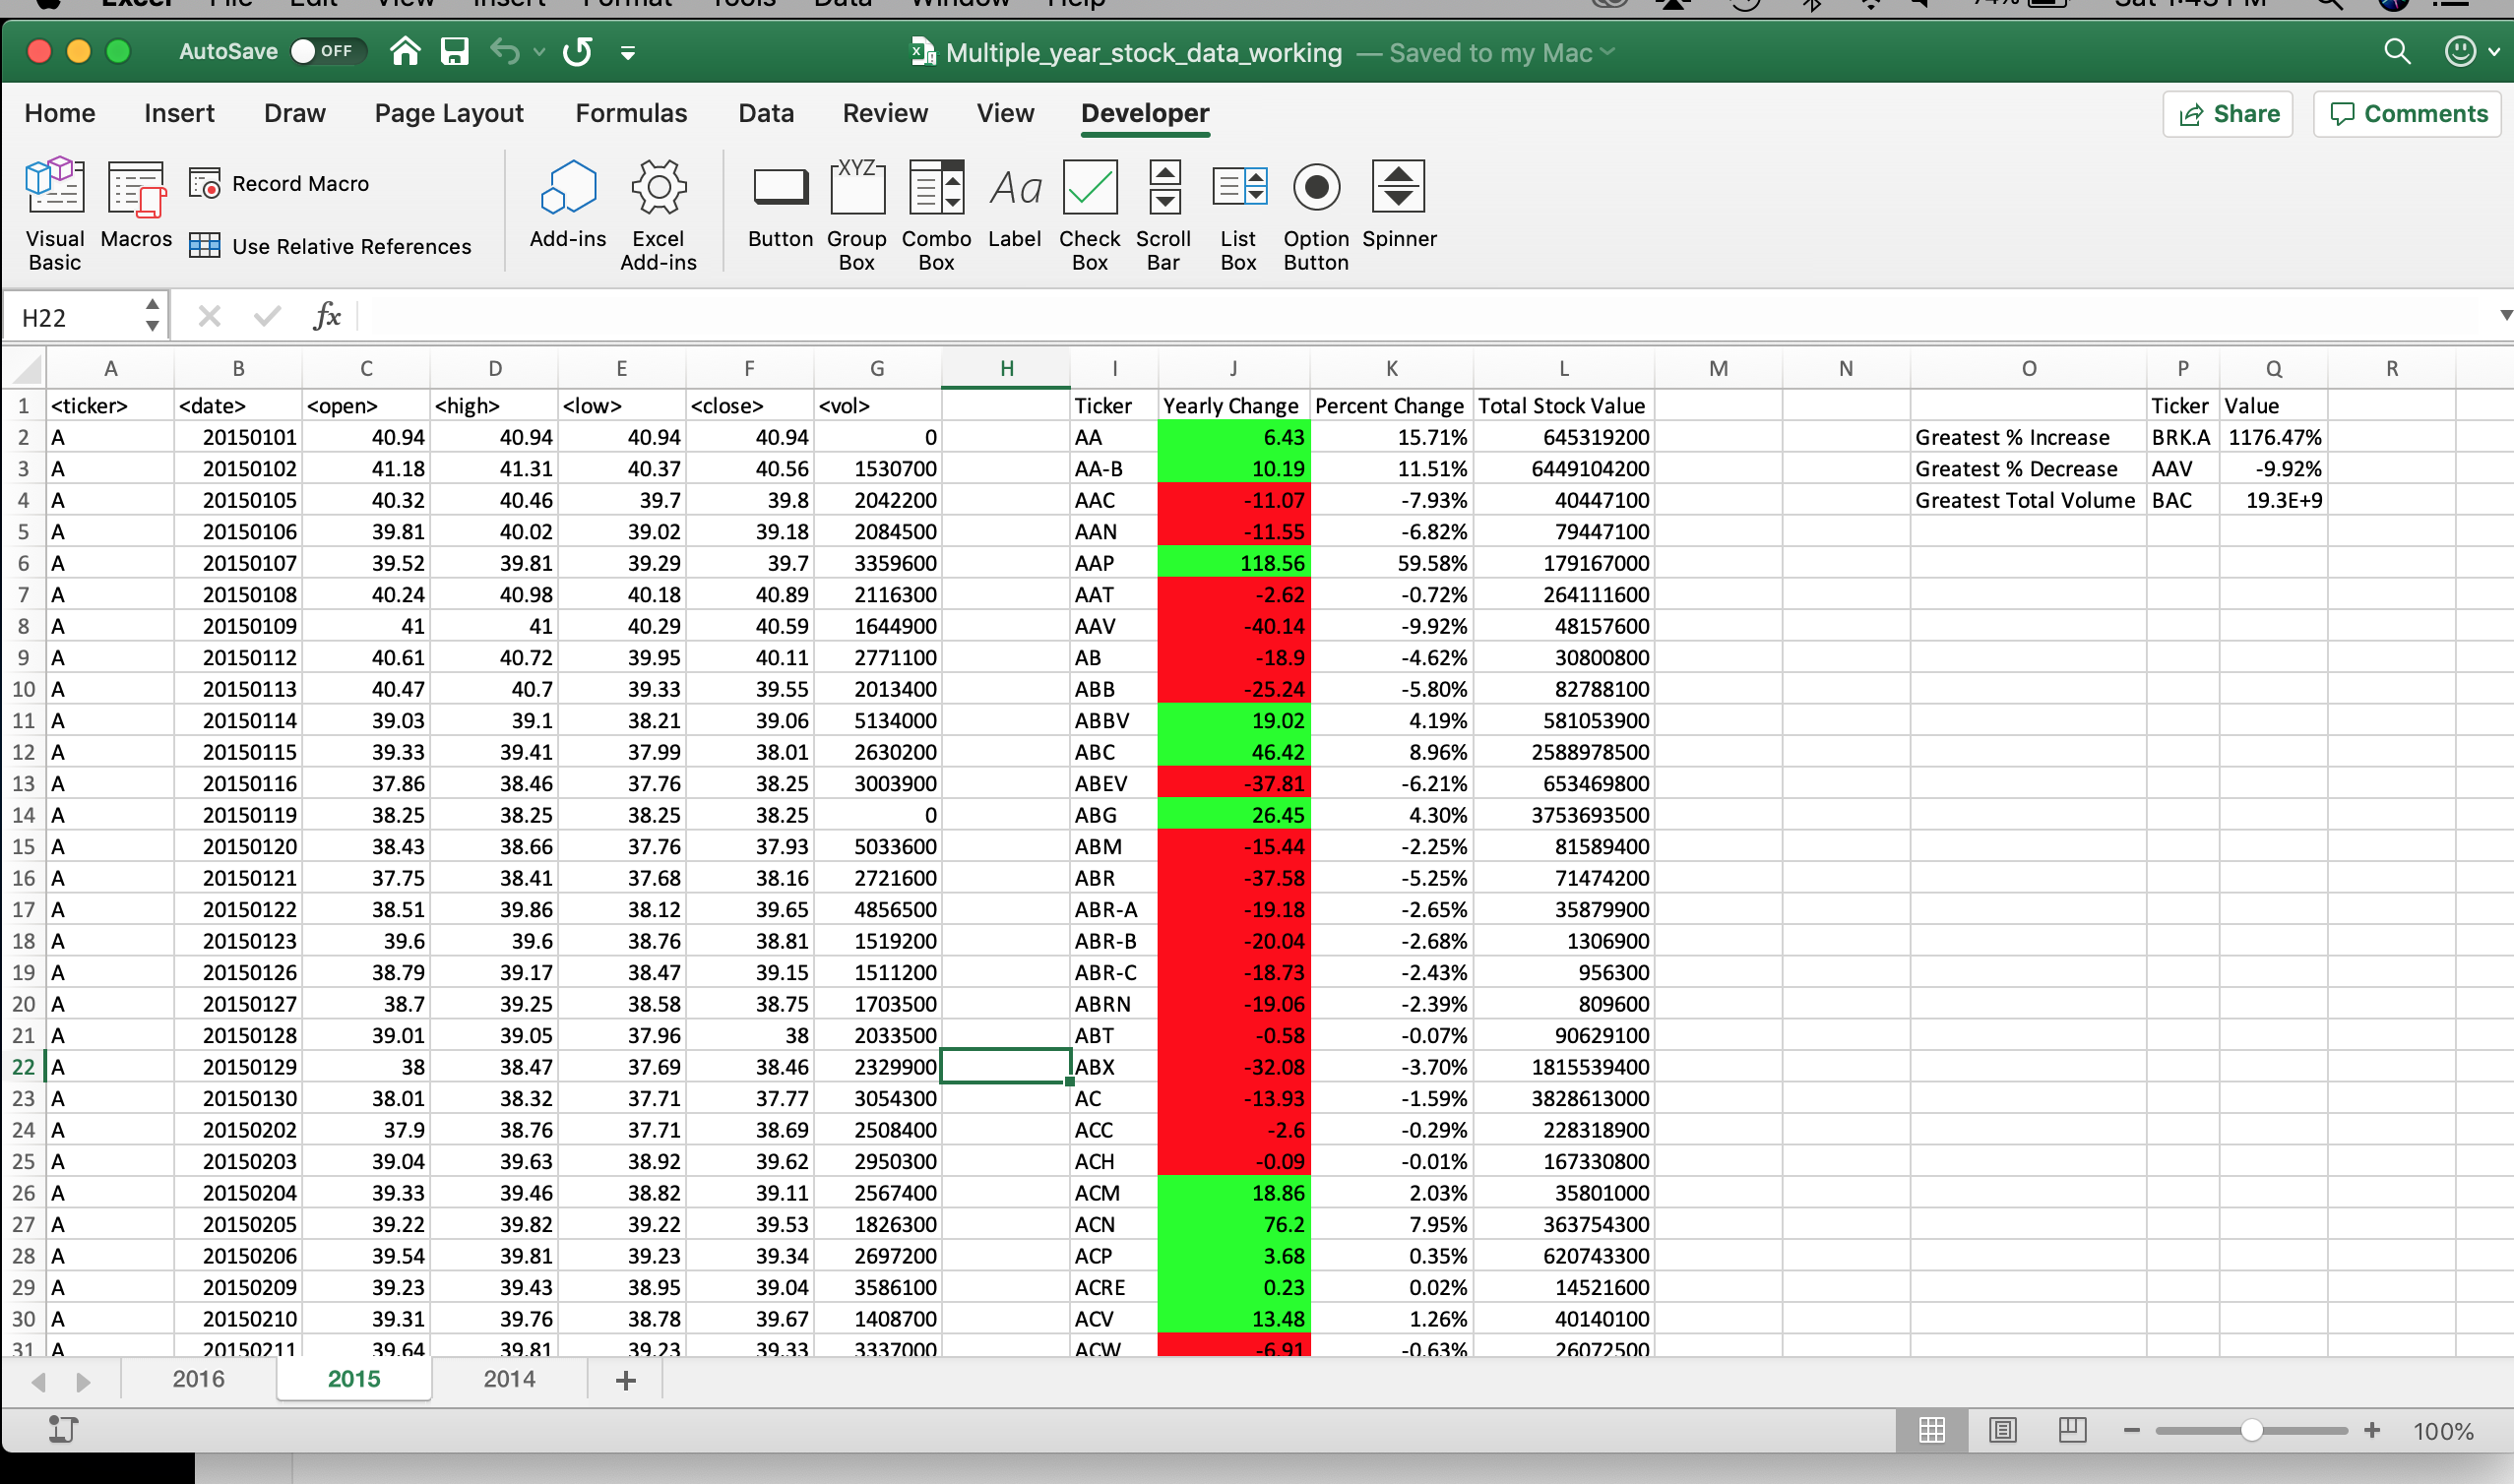 AutoSave OFF Multiple_year_stock_data_working — Saved to my Mac
Home Insert Draw Page Layout Formulas Data Review View Developer Share Comments
Visual Basic Macros Record Macro Use Relative References Add-ins Excel Add-ins Button Group Box Combo Box Label Check Box Scroll Bar List Box Option Button Spinner
H22 fx
A B C D E F G H I J K L M N O P Q R
1 <ticker> <date> <open> <high> <low> <close> <vol> Ticker Yearly Change Percent Change Total Stock Value Ticker Value
2 A 20150101 40.94 40.94 40.94 40.94 0 AA 6.43 15.71% 645319200 Greatest % Increase BRK.A 1176.47%
3 A 20150102 41.18 41.31 40.37 40.56 1530700 AA-B 10.19 11.51% 6449104200 Greatest % Decrease AAV -9.92%
4 A 20150105 40.32 40.46 39.7 39.8 2042200 AAC -11.07 -7.93% 40447100 Greatest Total Volume BAC 19.3E+9
5 A 20150106 39.81 40.02 39.02 39.18 2084500 AAN -11.55 -6.82% 79447100
6 A 20150107 39.52 39.81 39.29 39.7 3359600 AAP 118.56 59.58% 179167000
7 A 20150108 40.24 40.98 40.18 40.89 2116300 AAT -2.62 -0.72% 264111600
8 A 20150109 41 41 40.29 40.59 1644900 AAV -40.14 -9.92% 48157600
9 A 20150112 40.61 40.72 39.95 40.11 2771100 AB -18.9 -4.62% 30800800
10 A 20150113 40.47 40.7 39.33 39.55 2013400 ABB -25.24 -5.80% 82788100
11 A 20150114 39.03 39.1 38.21 39.06 5134000 ABBV 19.02 4.19% 581053900
12 A 20150115 39.33 39.41 37.99 38.01 2630200 ABC 46.42 8.96% 2588978500
13 A 20150116 37.86 38.46 37.76 38.25 3003900 ABEV -37.81 -6.21% 653469800
14 A 20150119 38.25 38.25 38.25 38.25 0 ABG 26.45 4.30% 3753693500
15 A 20150120 38.43 38.66 37.76 37.93 5033600 ABM -15.44 -2.25% 81589400
16 A 20150121 37.75 38.41 37.68 38.16 2721600 ABR -37.58 -5.25% 71474200
17 A 20150122 38.51 39.86 38.12 39.65 4856500 ABR-A -19.18 -2.65% 35879900
18 A 20150123 39.6 39.6 38.76 38.81 1519200 ABR-B -20.04 -2.68% 1306900
19 A 20150126 38.79 39.17 38.47 39.15 1511200 ABR-C -18.73 -2.43% 956300
20 A 20150127 38.7 39.25 38.58 38.75 1703500 ABRN -19.06 -2.39% 809600
21 A 20150128 39.01 39.05 37.96 38 2033500 ABT -0.58 -0.07% 90629100
22 A 20150129 38 38.47 37.69 38.46 2329900 ABX -32.08 -3.70% 1815539400
23 A 20150130 38.01 38.32 37.71 37.77 3054300 AC -13.93 -1.59% 3828613000
24 A 20150202 37.9 38.76 37.71 38.69 2508400 ACC -2.6 -0.29% 228318900
25 A 20150203 39.04 39.63 38.92 39.62 2950300 ACH -0.09 -0.01% 167330800
26 A 20150204 39.33 39.46 38.82 39.11 2567400 ACM 18.86 2.03% 35801000
27 A 20150205 39.22 39.82 39.22 39.53 1826300 ACN 76.2 7.95% 363754300
28 A 20150206 39.54 39.81 39.23 39.34 2697200 ACP 3.68 0.35% 620743300
29 A 20150209 39.23 39.43 38.95 39.04 3586100 ACRE 0.23 0.02% 14521600
30 A 20150210 39.31 39.76 38.78 39.67 1408700 ACV 13.48 1.26% 40140100
31 A 20150211 39.64 39.81 39.23 39.33 3337000 ACW -6.91 -0.63% 26072500
2016 2015 2014
100%